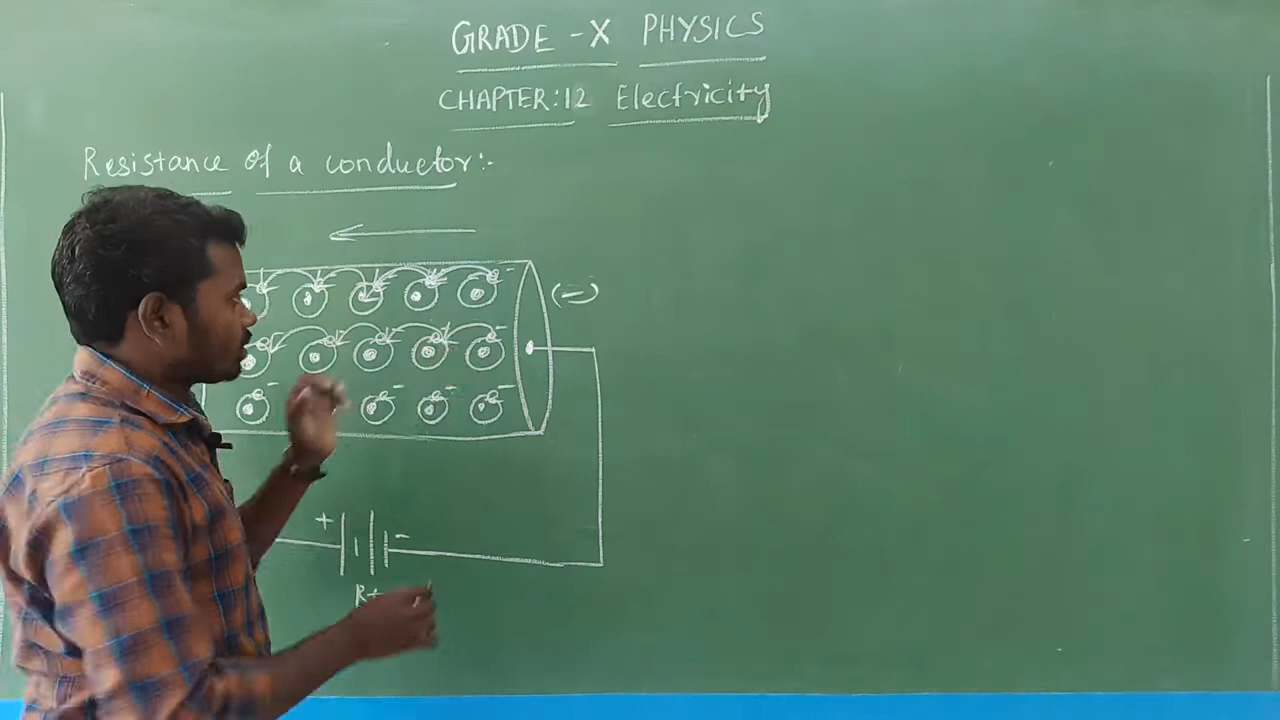 GRADE - X PHYSICS
CHAPTER:12 Electricity
Resistance of a conductor:-
e- e-
(-)
e- e- e- e- e-
e- e- e- e-
+ -